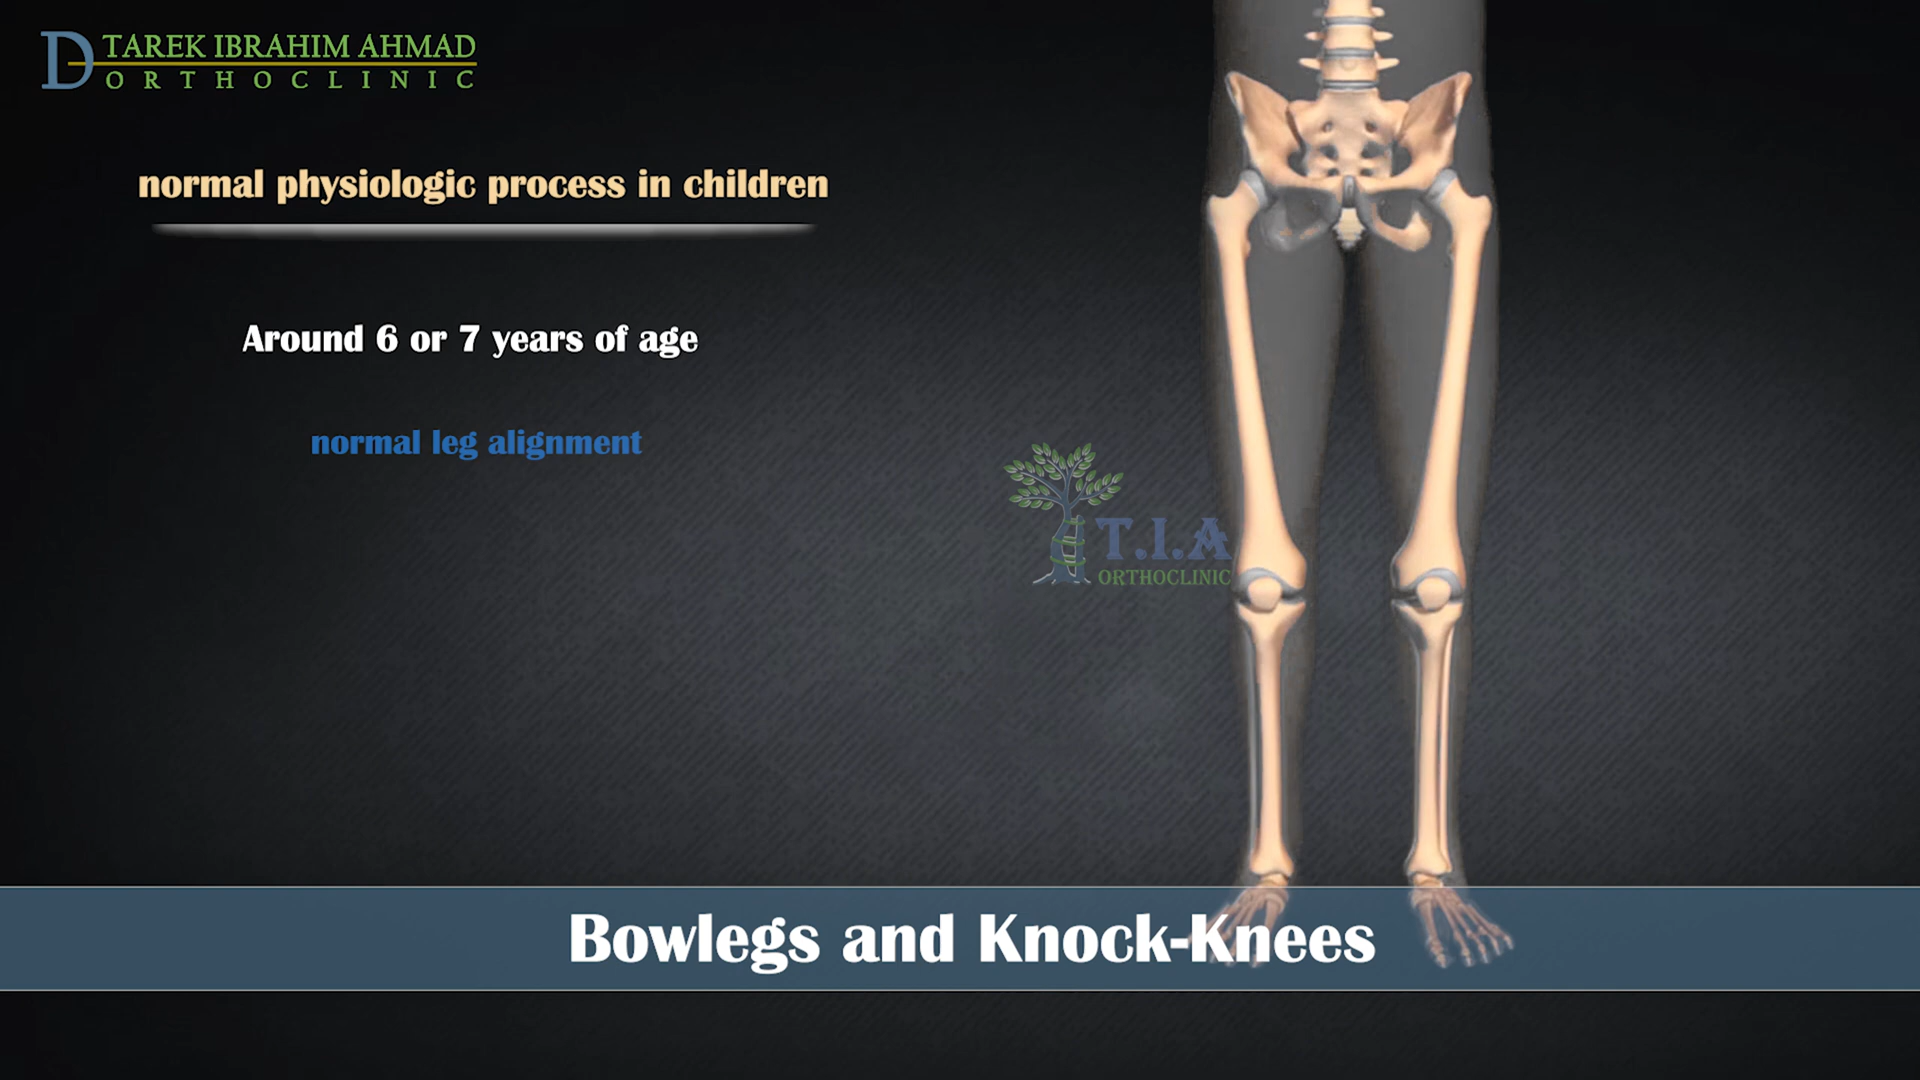 D TAREK IBRAHIM AHMAD
ORTHOCLINIC
normal physiologic process in children
Around 6 or 7 years of age
normal leg alignment
T.I.A
ORTHOCLINIC
Bowlegs and Knock-Knees